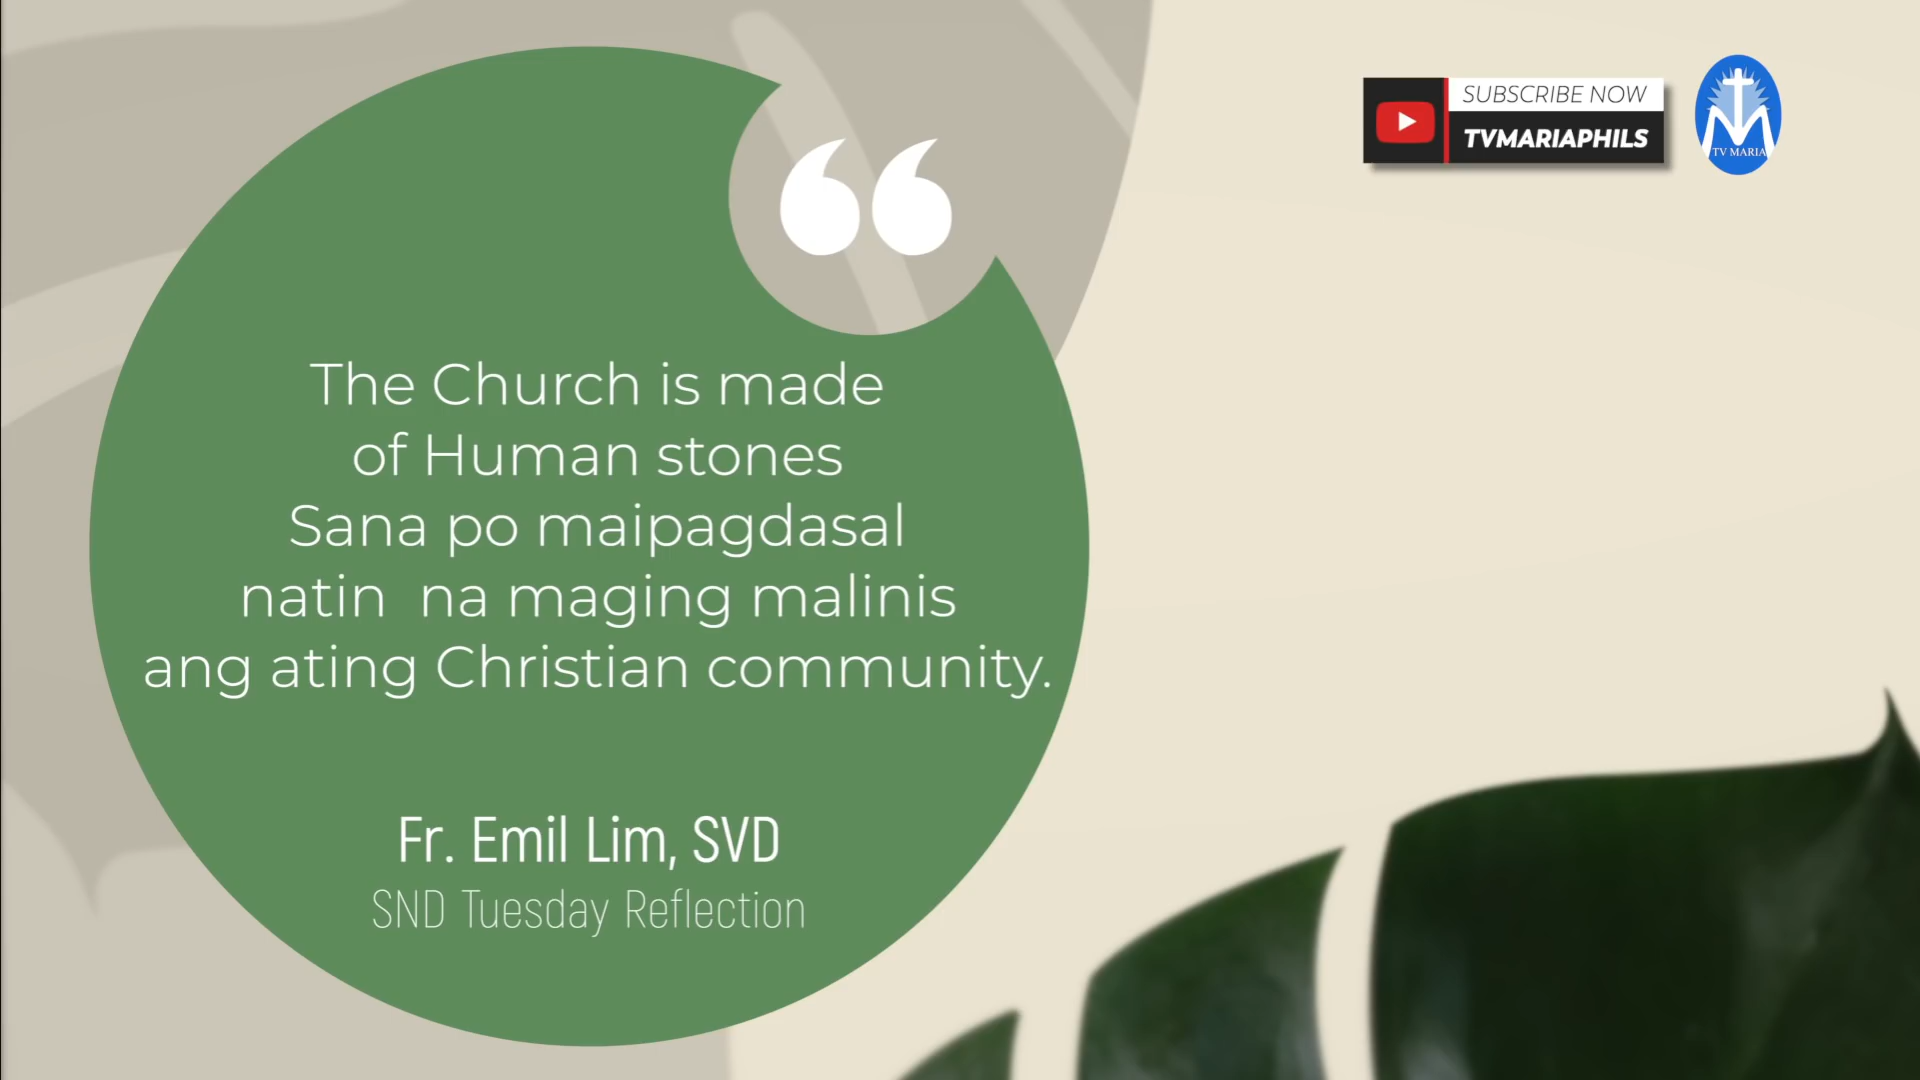 SUBSCRIBE NOW
TVMARIAPHILS
TV MARIA
The Church is made
of Human stones
Sana po maipagdasal
natin na maging malinis
ang ating Christian community.
Fr. Emil Lim, SVD
SND Tuesday Reflection